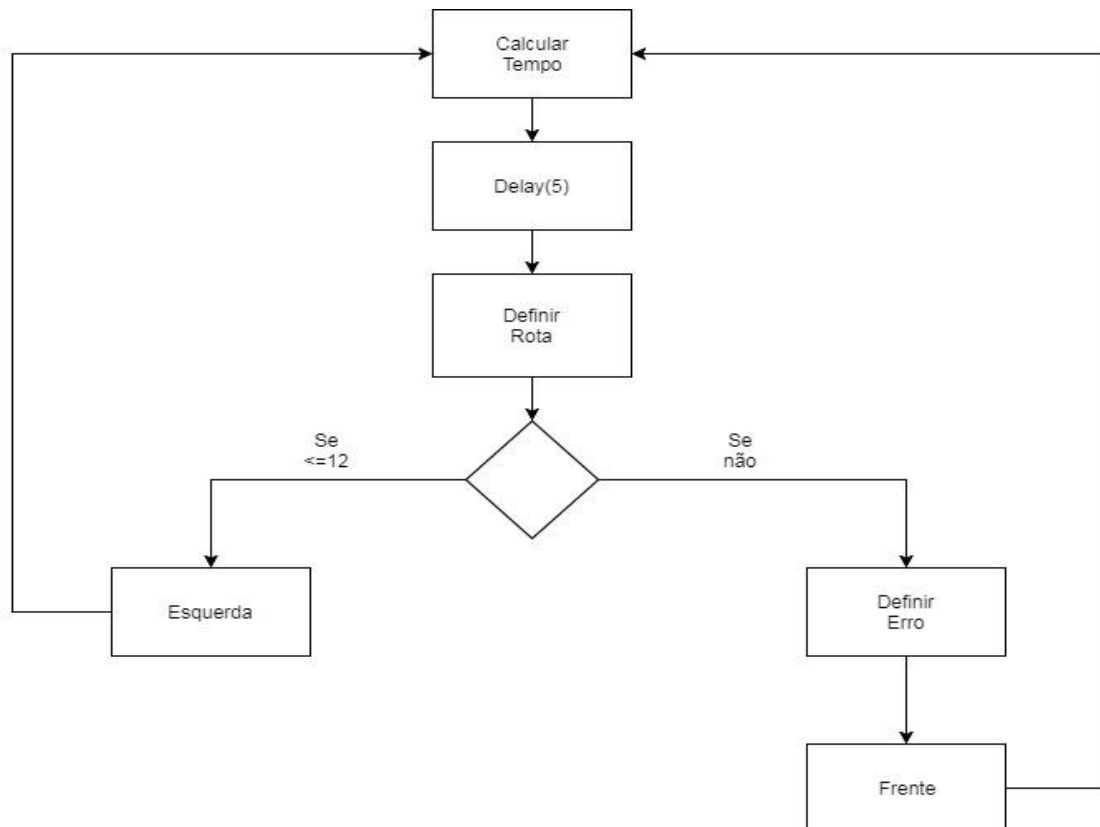 Calcular
Tempo
Delay(5)
Definir
Rota
Se
<=12
Se
não
Esquerda
Definir
Erro
Frente